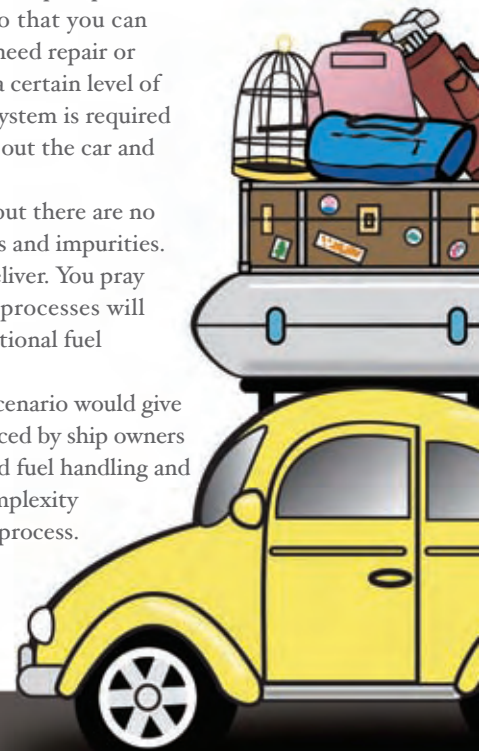 o that you can
need repair or
a certain level of
ystem is required
out the car and
out there are no
s and impurities.
eliver. You pray
processes will
tional fuel
cenario would give
ced by ship owners
d fuel handling and
mplexity
process.